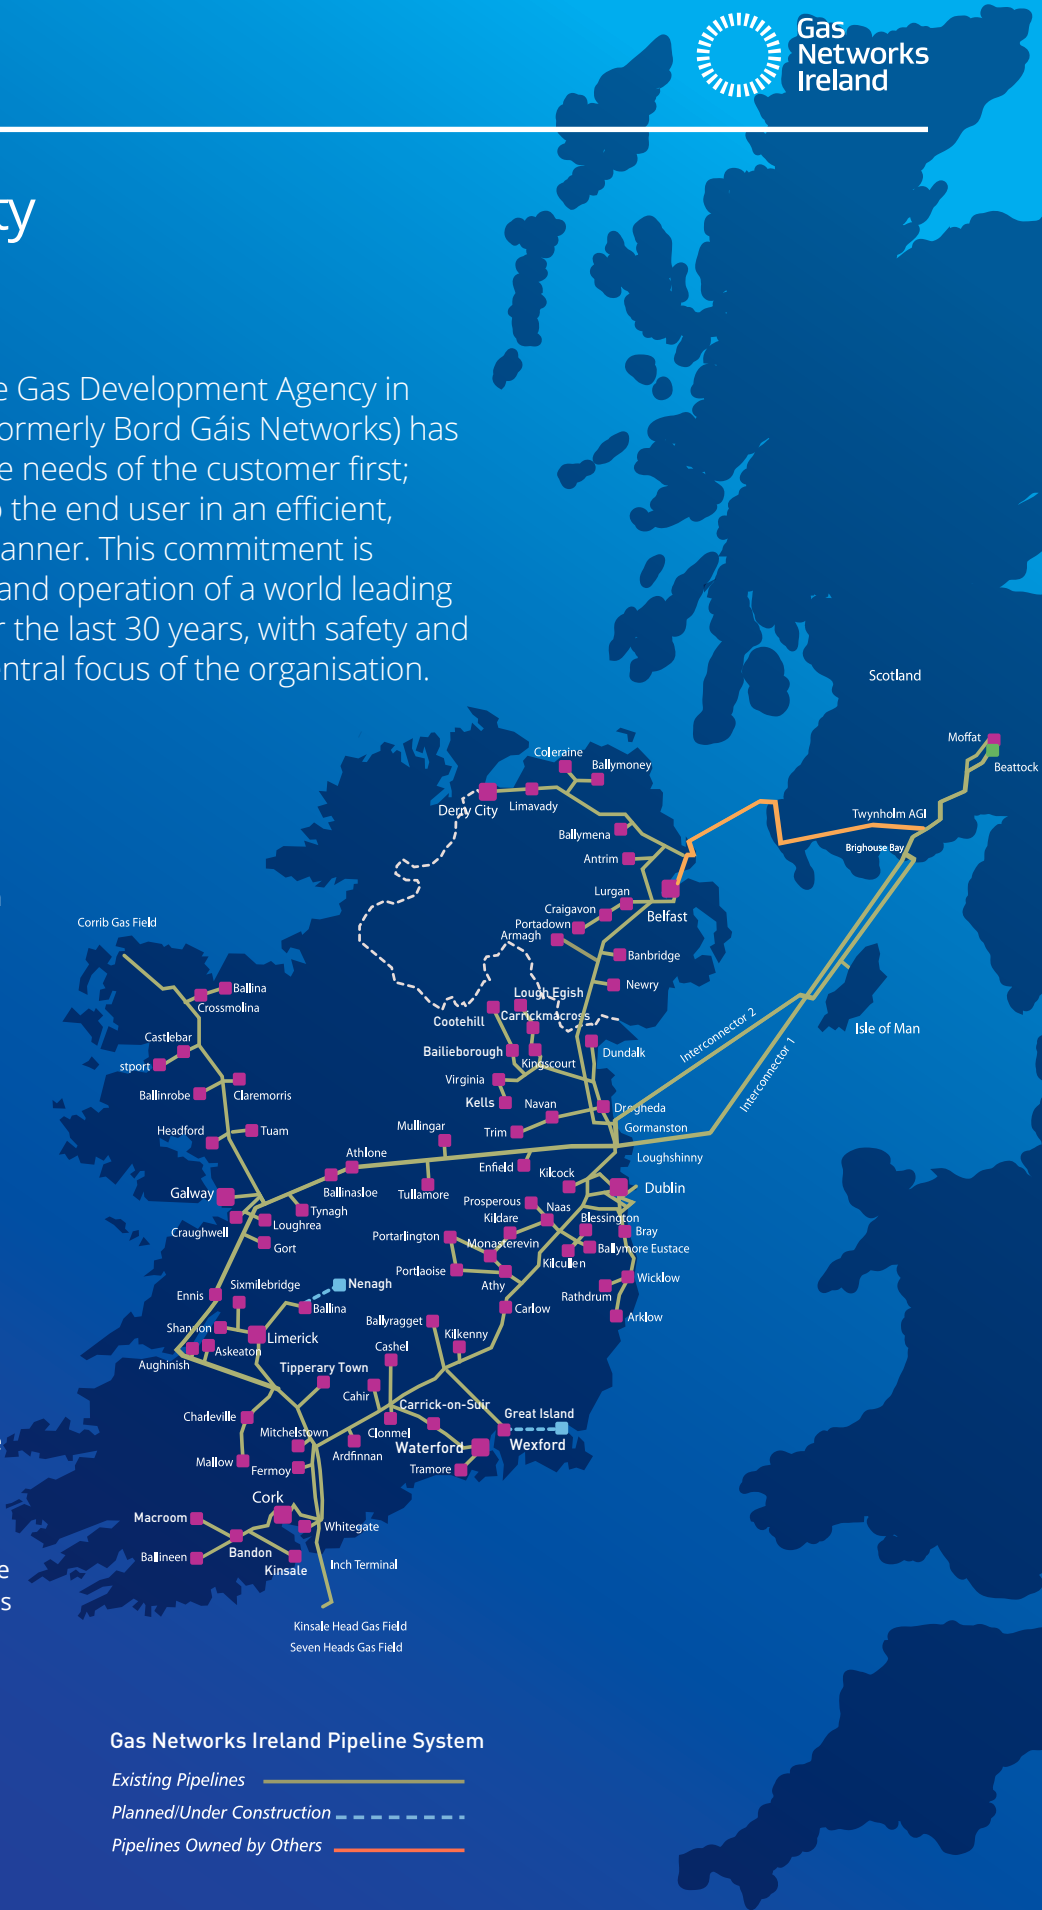 Gas
Networks
Ireland
ty
e Gas Development Agency in
ormerly Bord Gáis Networks) has
e needs of the customer first;
o the end user in an efficient,
anner. This commitment is
and operation of a world leading
r the last 30 years, with safety and
entral focus of the organisation.
Scotland
Moffat
Beattock
Coleraine
Ballymoney
Derry City
Limavady
Twynholm AGI
Ballymena
Brighouse Bay
Antrim
Lurgan
Craigavon
Belfast
Portadown
Armagh
Corrib Gas Field
Banbridge
Newry
Ballina
Crossmolina
Lough Egish
Cootehill
Carrickmacross
Interconnector 2
Isle of Man
Castlebar
Bailieborough
Dundalk
Kingscourt
stport
Interconnector 1
Virginia
Ballinrobe
Claremorris
Kells
Navan
Drogheda
Headford
Tuam
Mullingar
Trim
Gormanston
Athlone
Loughshinny
Enfield
Kilcock
Galway
Ballinasloe
Tullamore
Dublin
Prosperous
Naas
Tynagh
Kildare
Blessington
Craughwell
Loughrea
Portarlington
Bray
Gort
Monasterevin
Ballymore Eustace
Kilcullen
Portlaoise
Sixmilebridge
Nenagh
Athy
Wicklow
Ennis
Rathdrum
Ballina
Carlow
Arklow
Shannon
Limerick
Ballyragget
Kilkenny
Askeaton
Cashel
Aughinish
Tipperary Town
Cahir
Carrick-on-Suir
Charleville
Great Island
Mitchelstown
Clonmel
Waterford
Wexford
Ardfinnan
Mallow
Fermoy
Tramore
Cork
Macroom
Whitegate
Bandon
Ballineen
Kinsale
Inch Terminal
e
s
Kinsale Head Gas Field
Seven Heads Gas Field
Gas Networks Ireland Pipeline System
Existing Pipelines
Planned/Under Construction
Pipelines Owned by Others